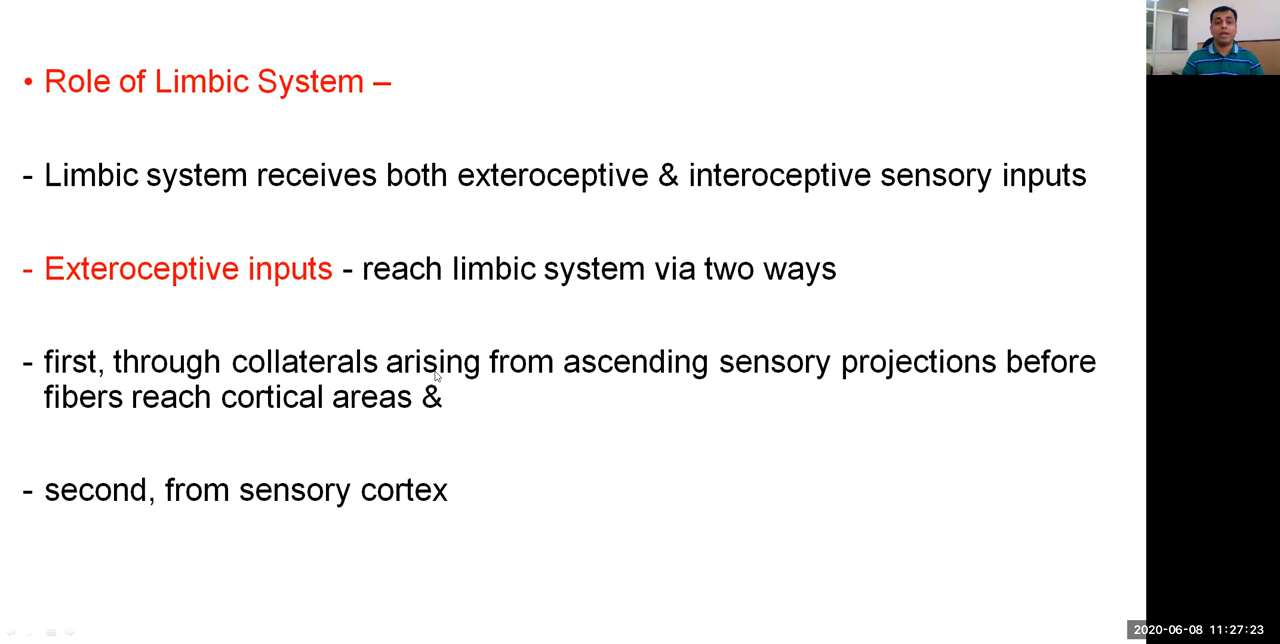 • Role of Limbic System –
- Limbic system receives both exteroceptive & interoceptive sensory inputs
- Exteroceptive inputs - reach limbic system via two ways
- first, through collaterals arising from ascending sensory projections before
fibers reach cortical areas &
- second, from sensory cortex
2020-06-08 11:27:23